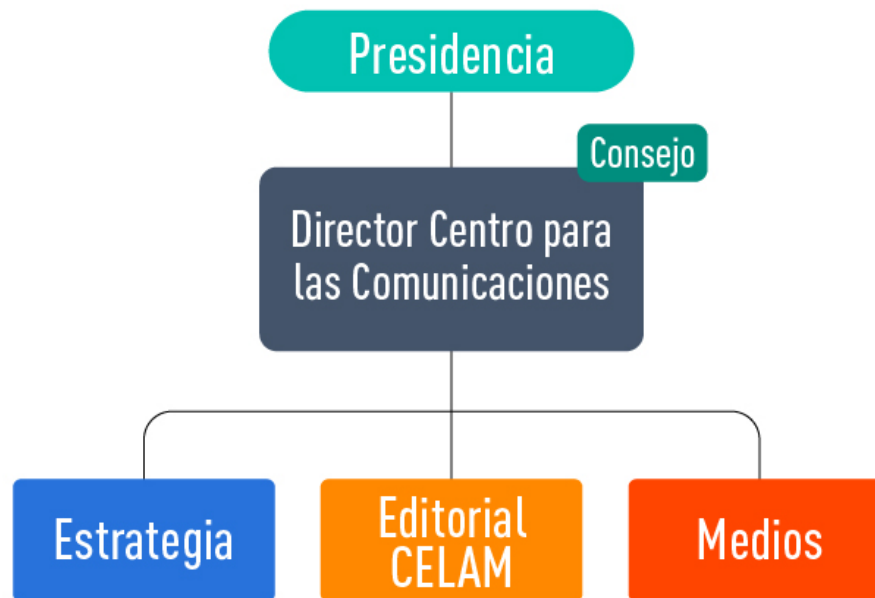 Presidencia
Consejo
Director Centro para
las Comunicaciones
Estrategia
Editorial
CELAM
Medios